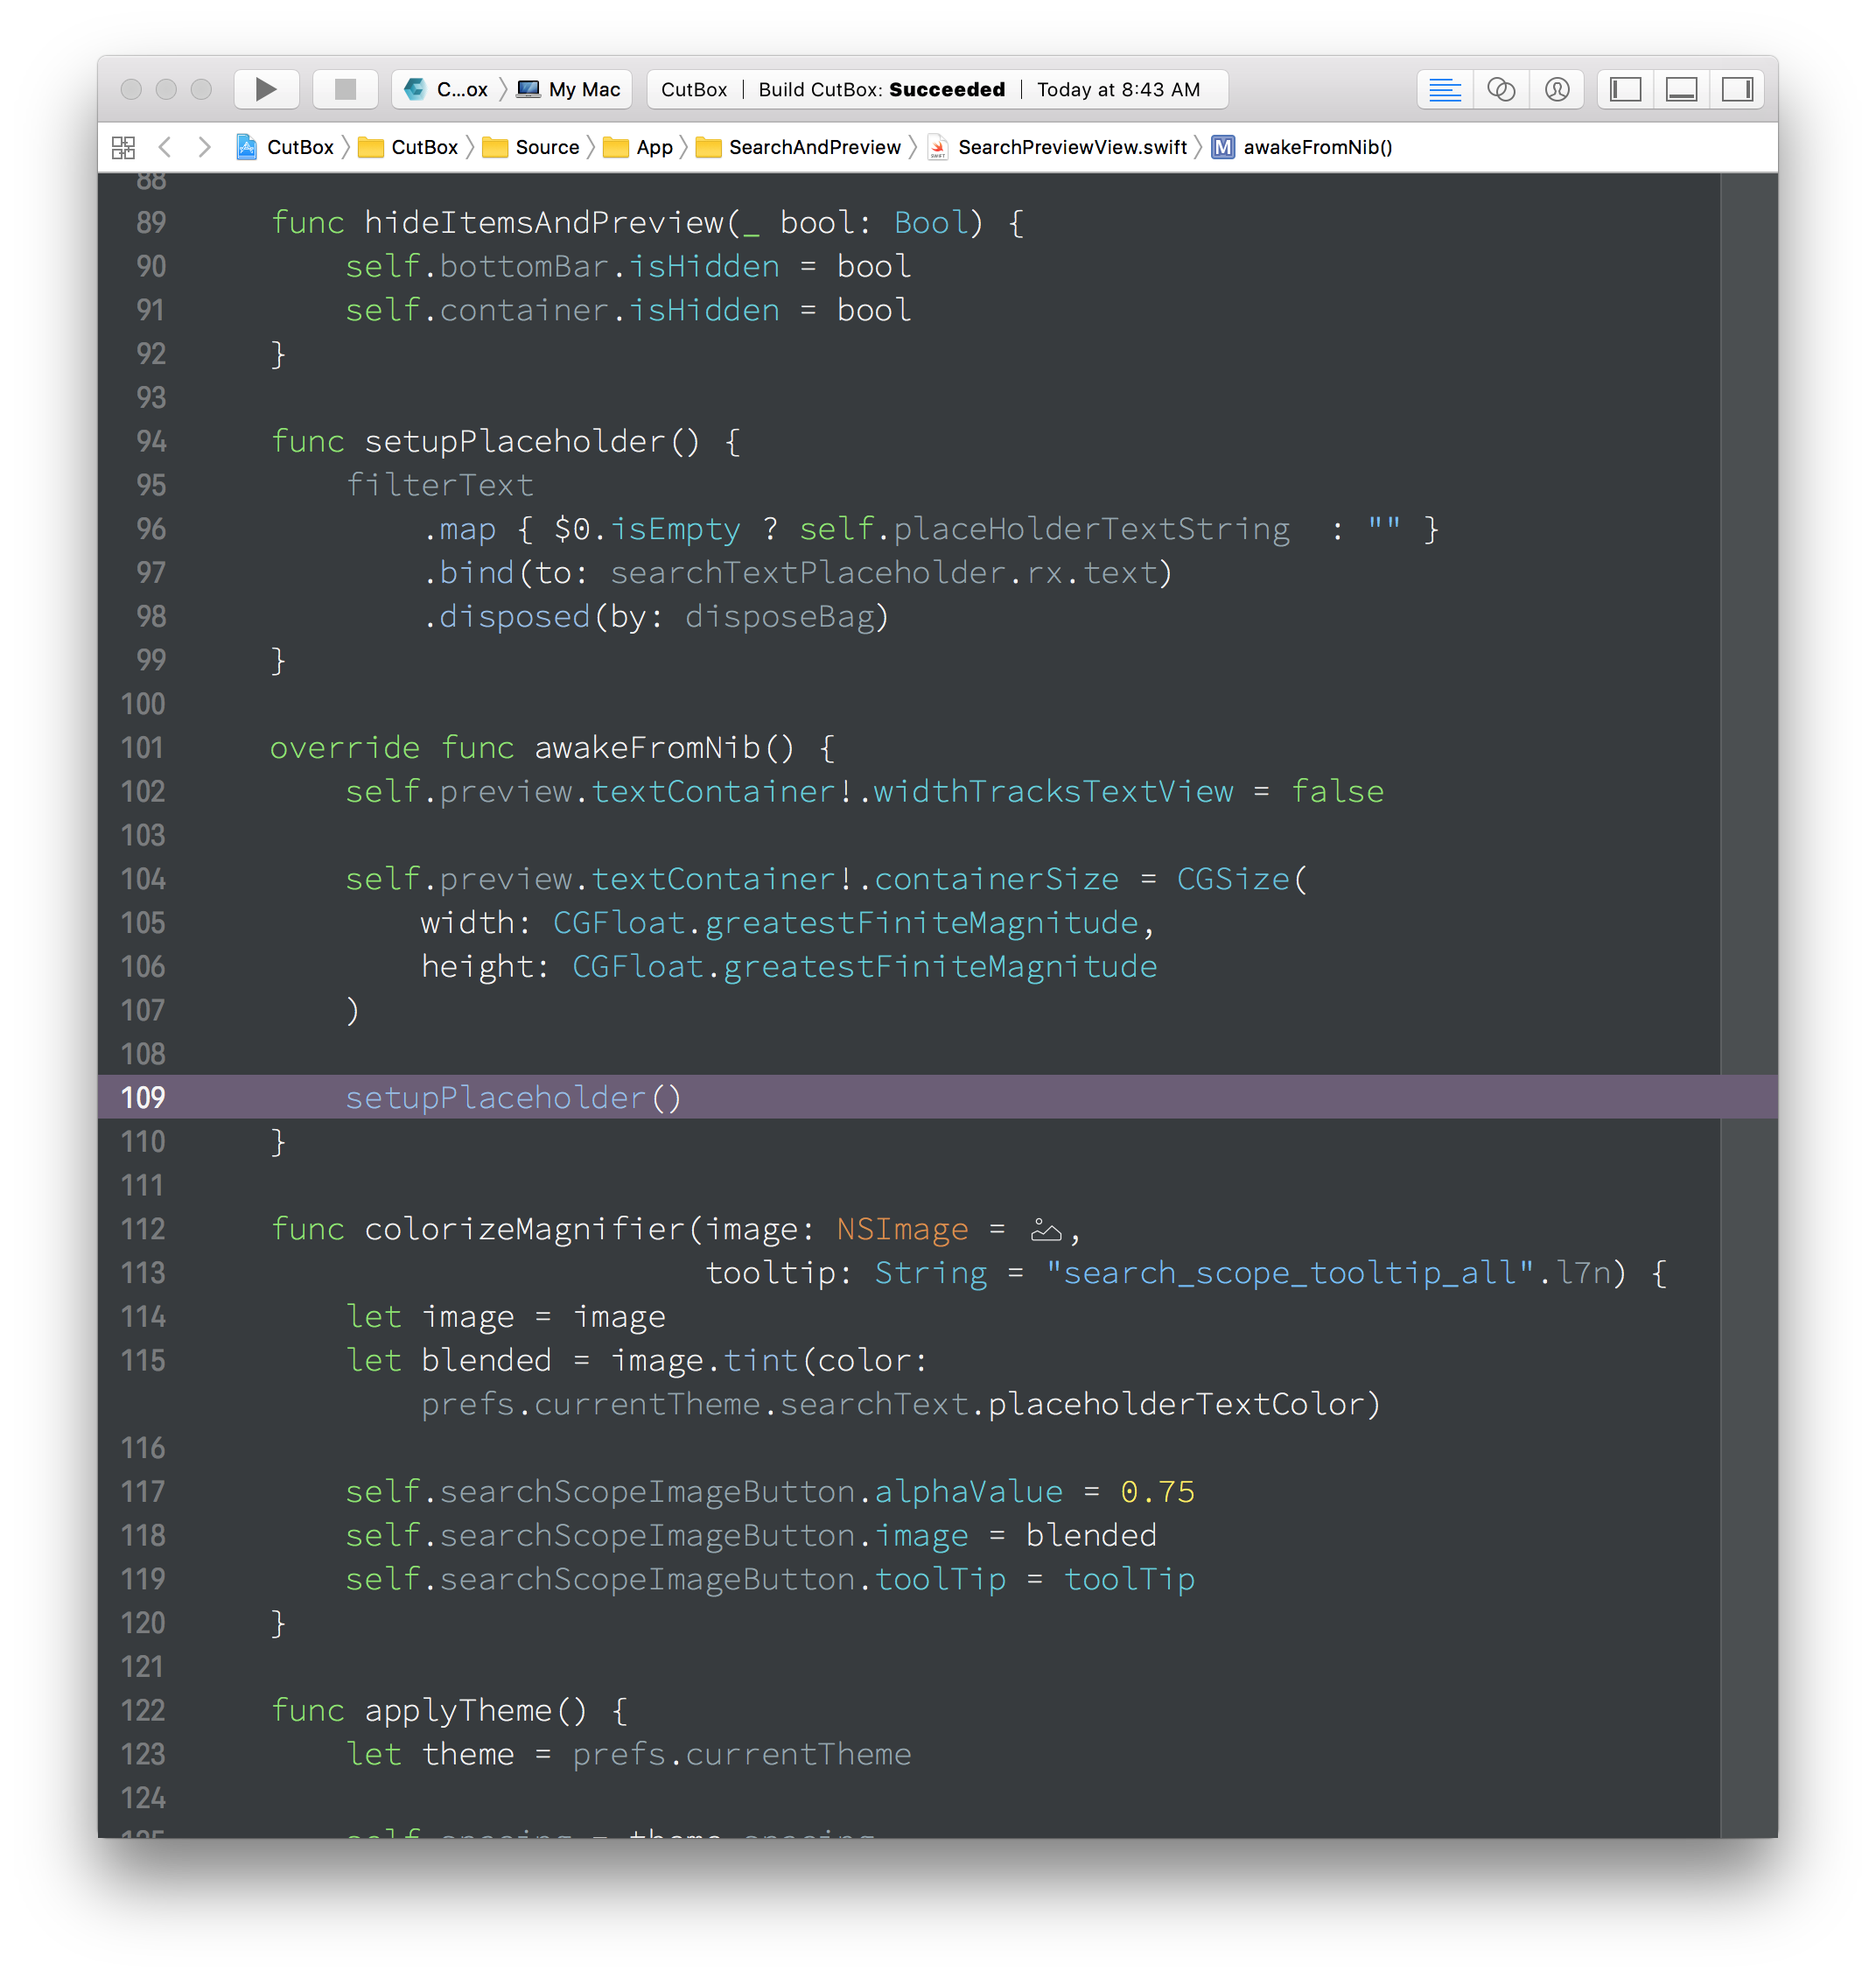 C...ox My Mac CutBox | Build CutBox: Succeeded | Today at 8:43 AM
CutBox CutBox Source App SearchAndPreview SearchPreviewView.swift M awakeFromNib()
88
89 func hideItemsAndPreview(_ bool: Bool) {
90 self.bottomBar.isHidden = bool
91 self.container.isHidden = bool
92 }
93
94 func setupPlaceholder() {
95 filterText
96 .map { $0.isEmpty ? self.placeHolderTextString  : "" }
97 .bind(to: searchTextPlaceholder.rx.text)
98 .disposed(by: disposeBag)
99 }
100
101 override func awakeFromNib() {
102 self.preview.textContainer!.widthTracksTextView = false
103
104 self.preview.textContainer!.containerSize = CGSize(
105 width: CGFloat.greatestFiniteMagnitude,
106 height: CGFloat.greatestFiniteMagnitude
107 )
108
109 setupPlaceholder()
110 }
111
112 func colorizeMagnifier(image: NSImage = ,
113 tooltip: String = "search_scope_tooltip_all".l7n) {
114 let image = image
115 let blended = image.tint(color:
prefs.currentTheme.searchText.placeholderTextColor)
116
117 self.searchScopeImageButton.alphaValue = 0.75
118 self.searchScopeImageButton.image = blended
119 self.searchScopeImageButton.toolTip = toolTip
120 }
121
122 func applyTheme() {
123 let theme = prefs.currentTheme
124
125 self.spacing = theme.spacing